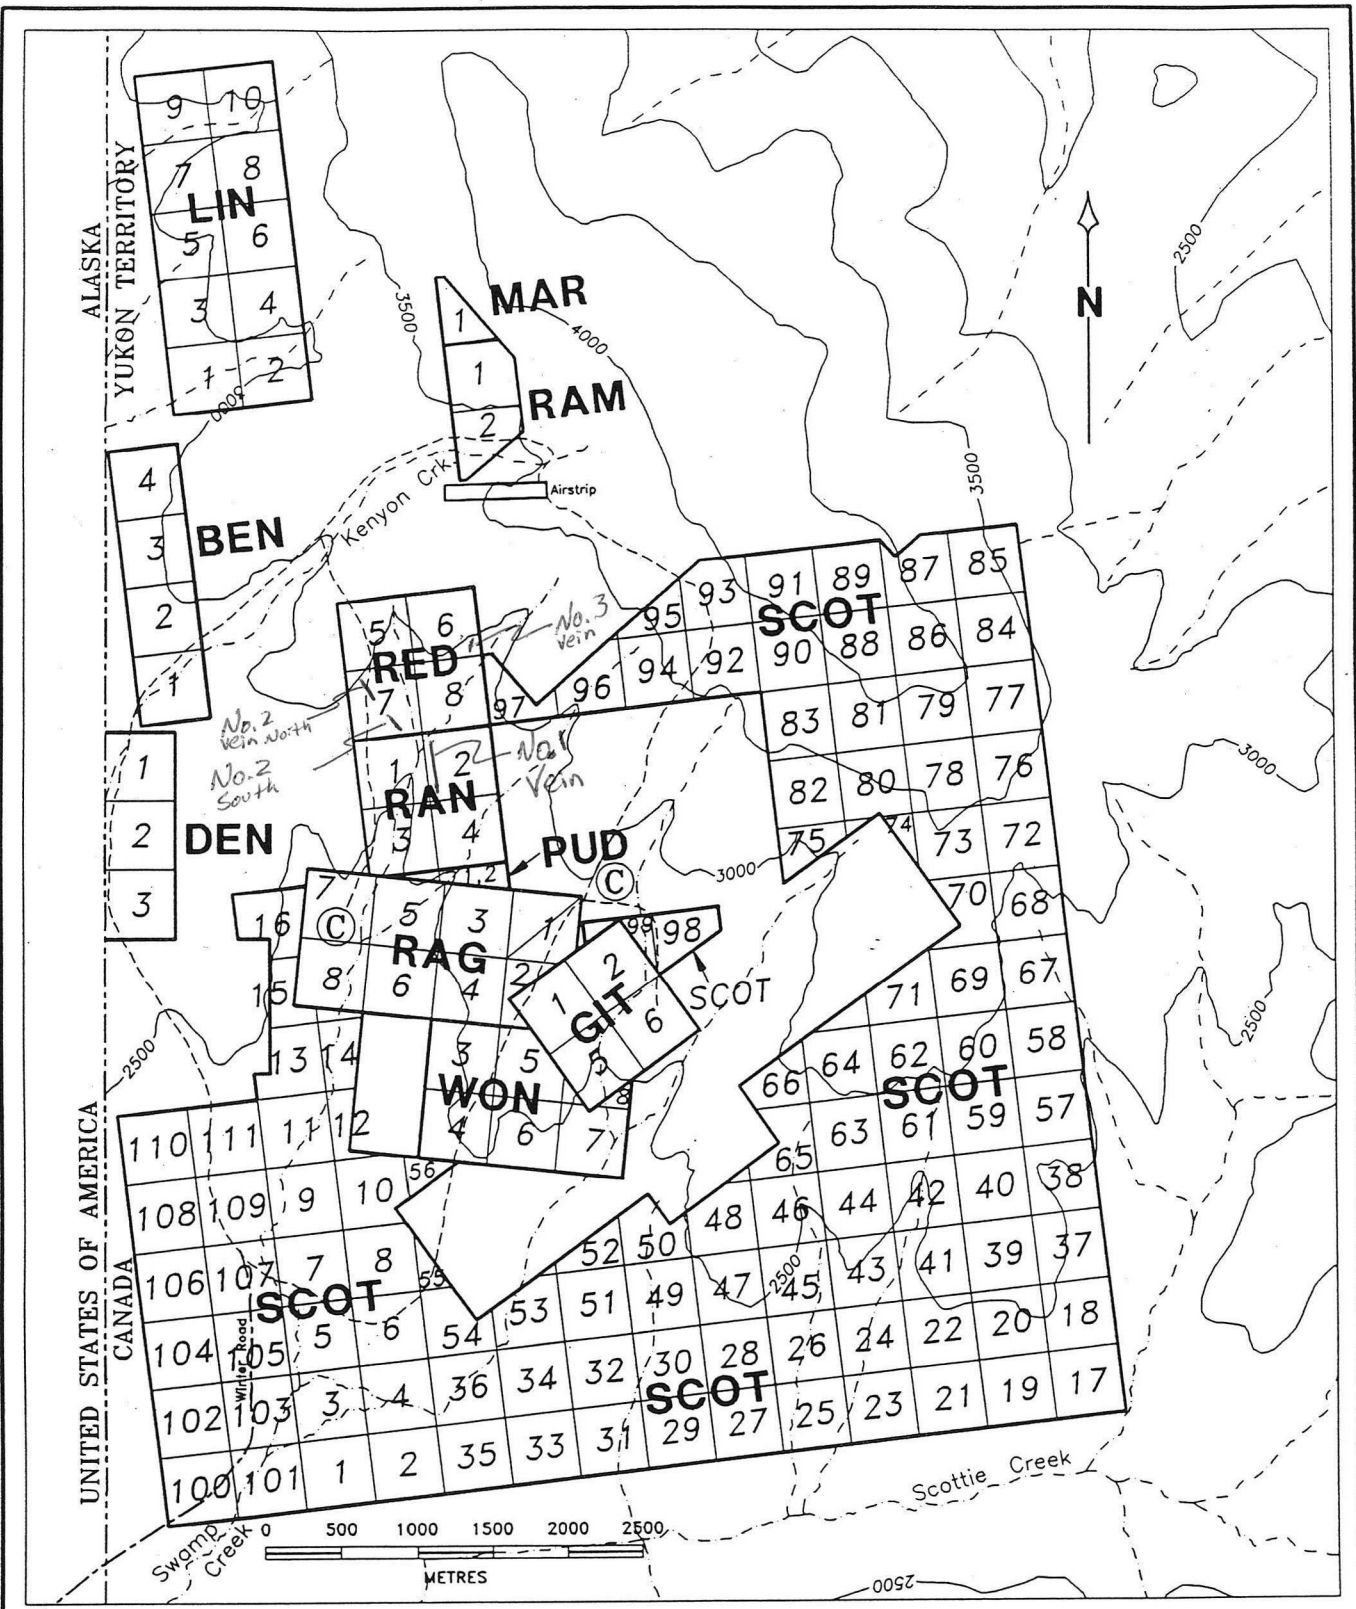 9 10
7 8
LIN
5 6
3 4
1 2
ALASKA
YUKON TERRITORY
3000
3500
MAR
1
4000
1
RAM
2
2500
N
3500
Kenyon Crk
Airstrip
4
BEN
3
2
1
5 6
RED
7 8
No. 3
Vein
No. 2
Vein North
No. 2
South
No. 1
Vein
1 2
RAN
3 4
PUD
1 2
©
1
2
DEN
3
93 91 89 87 85
95
SCOT
94 92 90 88 86 84
97 96
83 81 79 77
82 80 78 76
75 74 73 72
70 68
3000
3000
7 5 3 1
©
RAG
8 6 4 2
16
15
13 14
99 98
SCOT
1 2
GIT
5 6
3 5
WON
8
4 6 7
71 69 67
66 64 62 60 58
SCOT
65 63 61 59 57
2500
2500
110 111 11 12
56
108 109 9 10
48 46 44 42 40 38
106 107 7 8 55
52 50
SCOT
53 51 49 47 45 43 41 39 37
2500
104 105 5 6 54
34 32 30 28 26 24 22 20 18
SCOT
102 103 3 4 36
29 27 25 23 21 19 17
100 101 1 2 35 33 31
Winter Road
UNITED STATES OF AMERICA
CANADA
Swamp
Creek
Scottie Creek
0 500 1000 1500 2000 2500
METRES
2500